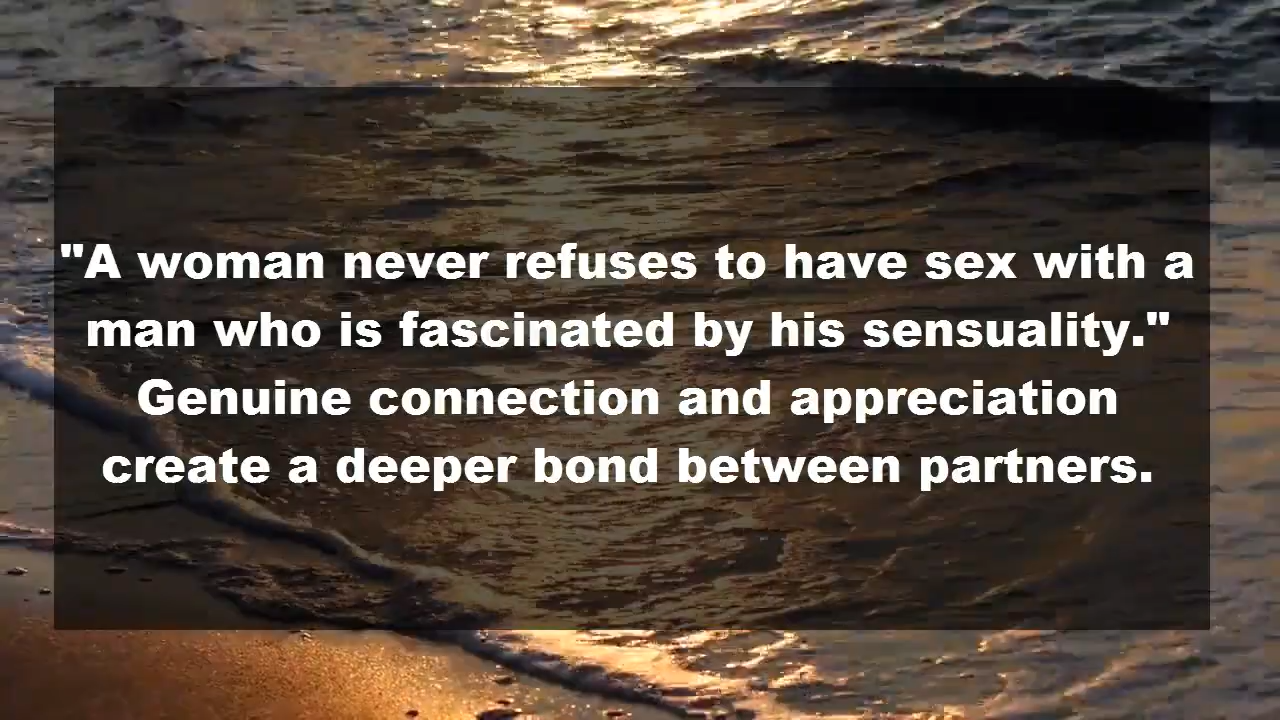 "A woman never refuses to have sex with a
man who is fascinated by his sensuality."
Genuine connection and appreciation
create a deeper bond between partners.